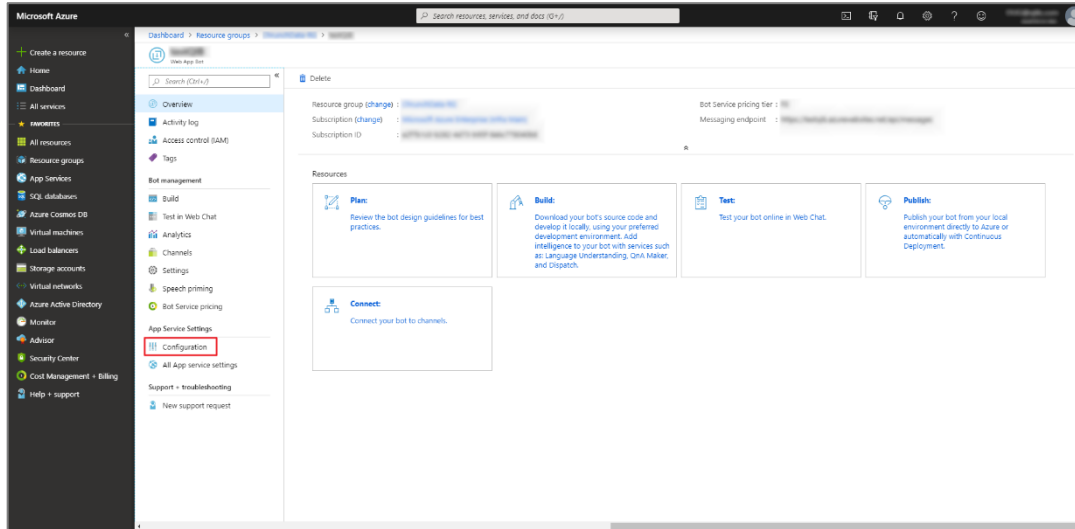 Microsoft Azure
Search resources, services, and docs (G+/)
Create a resource
Home
Dashboard
All services
FAVORITES
All resources
Resource groups
App Services
SQL databases
Azure Cosmos DB
Virtual machines
Load balancers
Storage accounts
Virtual networks
Azure Active Directory
Monitor
Advisor
Security Center
Cost Management + Billing
Help + support
Dashboard > Resource groups > >
Web App Bot
Search (Ctrl+/)
Overview
Activity log
Access control (IAM)
Tags
Bot management
Build
Test in Web Chat
Analytics
Channels
Settings
Speech priming
Bot Service pricing
App Service Settings
Configuration
All App service settings
Support + troubleshooting
New support request
Delete
Resource group (change) :
Subscription (change) :
Subscription ID :
Bot Service pricing tier :
Messaging endpoint :
Resources
Plan:
Review the bot design guidelines for best
practices.
Build:
Download your bot's source code and
develop it locally, using your preferred
development environment. Add
intelligence to your bot with services such
as: Language Understanding, QnA Maker,
and Dispatch.
Test:
Test your bot online in Web Chat.
Publish:
Publish your bot from your local
environment directly to Azure or
automatically with Continuous
Deployment.
Connect:
Connect your bot to channels.